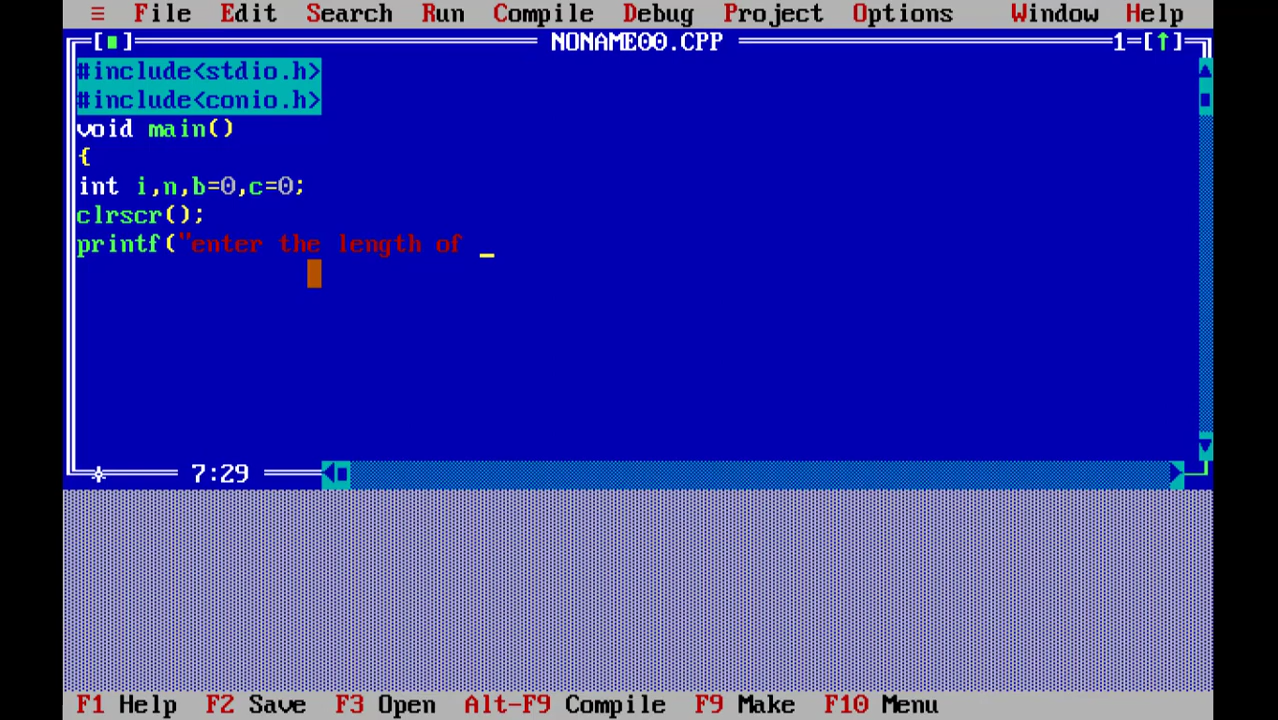 ≡ File Edit Search Run Compile Debug Project Options Window Help
[■] NONAME00.CPP 1=[↑]
#include<stdio.h>
#include<conio.h>
void main()
{
int i,n,b=0,c=0;
clrscr();
printf("enter the length of _
7:29
F1 Help F2 Save F3 Open Alt-F9 Compile F9 Make F10 Menu